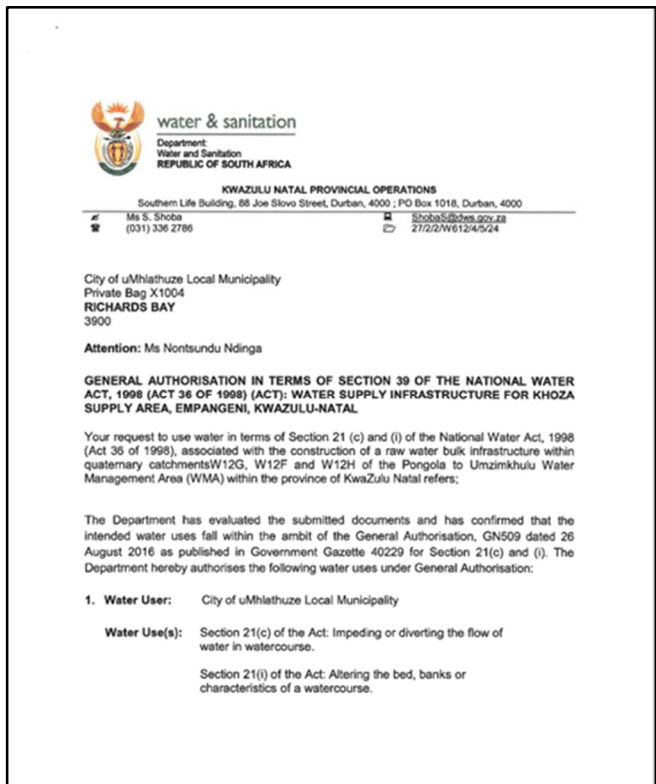 water & sanitation
Department:
Water and Sanitation
REPUBLIC OF SOUTH AFRICA
KWAZULU NATAL PROVINCIAL OPERATIONS
Southern Life Building, 88 Joe Slovo Street, Durban, 4000 ; PO Box 1018, Durban, 4000
Ms S. Shoba ShobaS@dws.gov.za
(031) 336 2786 27/2/2/W612/4/5/24
City of uMhlathuze Local Municipality
Private Bag X1004
RICHARDS BAY
3900
Attention: Ms Nontsundu Ndinga
GENERAL AUTHORISATION IN TERMS OF SECTION 39 OF THE NATIONAL WATER
ACT, 1998 (ACT 36 OF 1998) (ACT): WATER SUPPLY INFRASTRUCTURE FOR KHOZA
SUPPLY AREA, EMPANGENI, KWAZULU-NATAL
Your request to use water in terms of Section 21 (c) and (i) of the National Water Act, 1998
(Act 36 of 1998), associated with the construction of a raw water bulk infrastructure within
quaternary catchmentsW12G, W12F and W12H of the Pongola to Umzimkhulu Water
Management Area (WMA) within the province of KwaZulu Natal refers;
The Department has evaluated the submitted documents and has confirmed that the
intended water uses fall within the ambit of the General Authorisation, GN509 dated 26
August 2016 as published in Government Gazette 40229 for Section 21(c) and (i). The
Department hereby authorises the following water uses under General Authorisation:
1. Water User: City of uMhlathuze Local Municipality
Water Use(s): Section 21(c) of the Act: Impeding or diverting the flow of
water in watercourse.
Section 21(i) of the Act: Altering the bed, banks or
characteristics of a watercourse.